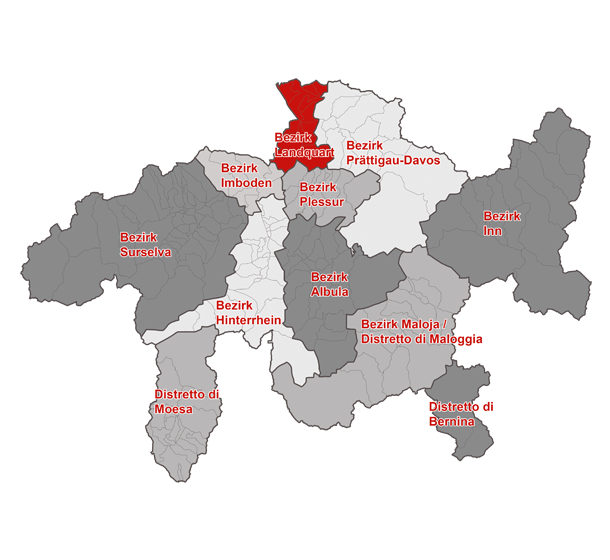 Bezirk
Landquart
Bezirk
Prättigau-Davos
Bezirk
Imboden
Bezirk
Plessur
Bezirk
Inn
Bezirk
Surselva
Bezirk
Albula
Bezirk
Hinterrhein
Bezirk Maloja /
Distretto di Maloggia
Distretto di
Moesa
Distretto di
Bernina